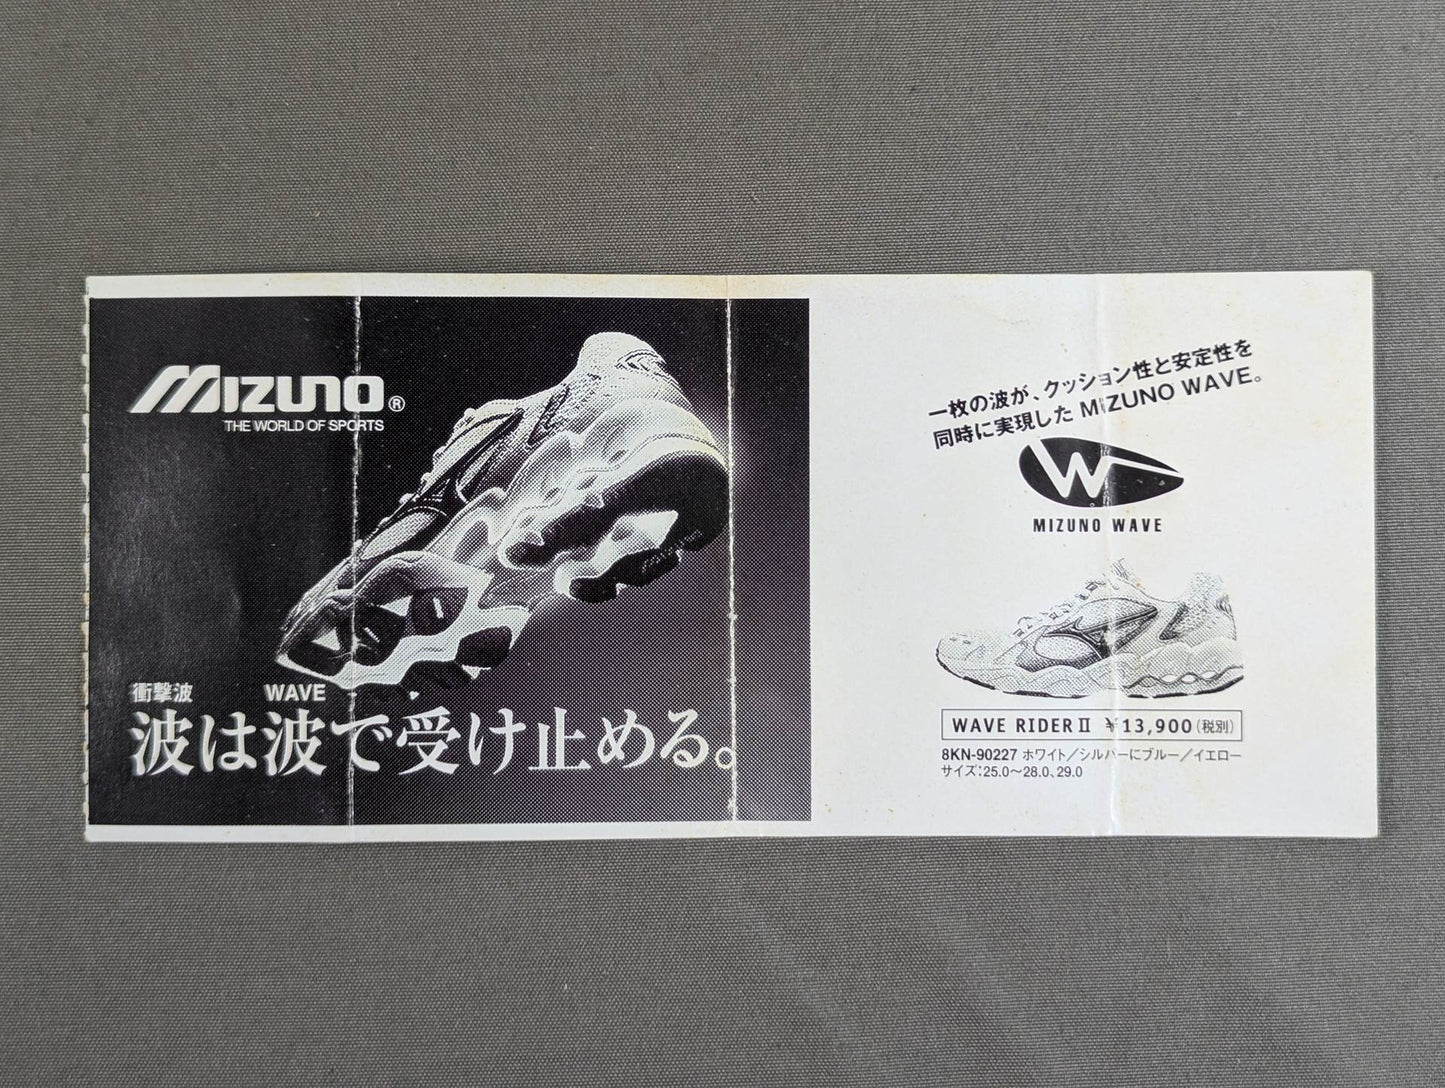 MIZUNO®
THE WORLD OF SPORTS
衝撃波 WAVE
波は波で受け止める。
一枚の波が、クッション性と安定性を
同時に実現した MIZUNO WAVE。
W
MIZUNO WAVE
WAVE RIDER II ¥13,900(税別)
8KN-90227 ホワイト/シルバーにブルー/イエロー
サイズ:25.0〜28.0、29.0